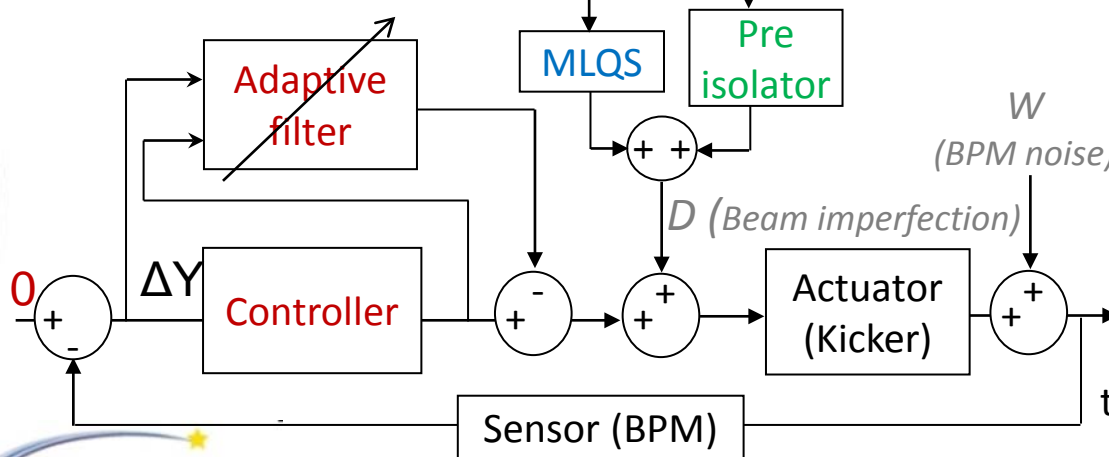 MLQS
Pre
isolator
Adaptive
filter
W
(BPM noise)
+ +
D (Beam imperfection)
0
ΔY
+
-
Controller
-
+
+
+
Actuator
(Kicker)
+
+
Sensor (BPM)
-
t